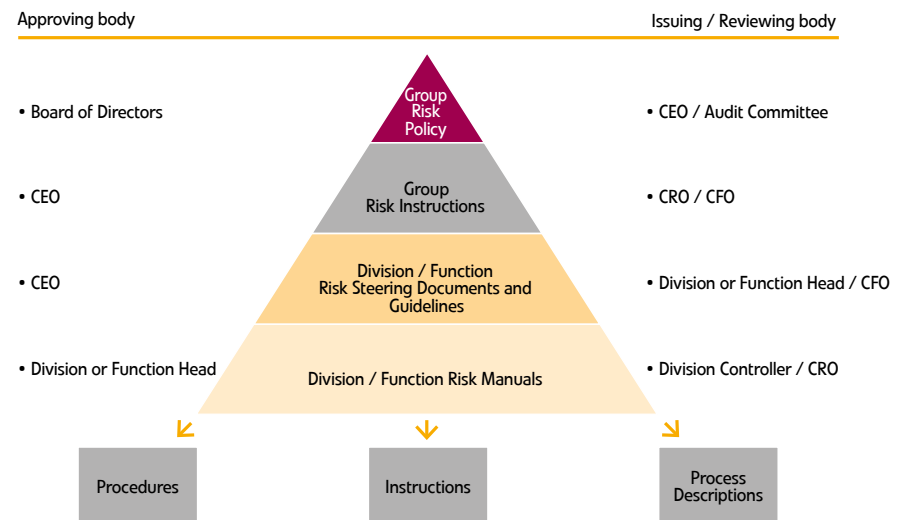 Approving body
Issuing / Reviewing body
• Board of Directors
Group
Risk
Policy
• CEO / Audit Committee
• CEO
Group
Risk Instructions
• CRO / CFO
• CEO
Division / Function
Risk Steering Documents and
Guidelines
• Division or Function Head / CFO
• Division or Function Head
Division / Function Risk Manuals
• Division Controller / CRO
Procedures
Instructions
Process
Descriptions